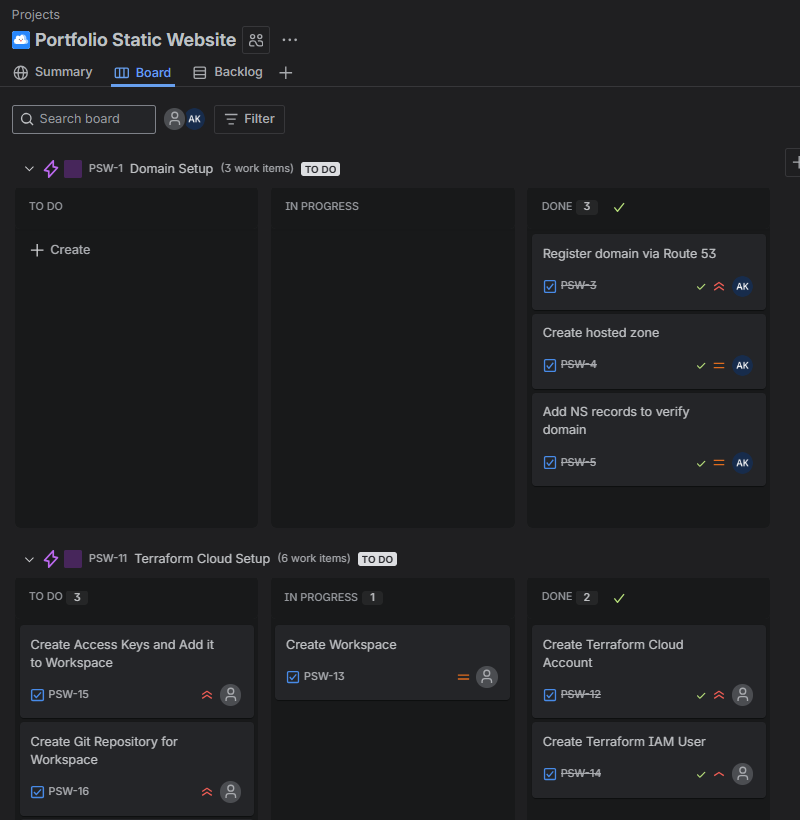 Projects
Portfolio Static Website
Summary Board Backlog
Search board AK Filter
PSW-1 Domain Setup (3 work items) TO DO
TO DO
Create
IN PROGRESS
DONE 3
Register domain via Route 53
PSW-3 AK
Create hosted zone
PSW-4 AK
Add NS records to verify
domain
PSW-5 AK
PSW-11 Terraform Cloud Setup (6 work items) TO DO
TO DO 3
Create Access Keys and Add it
to Workspace
PSW-15
Create Git Repository for
Workspace
PSW-16
IN PROGRESS 1
Create Workspace
PSW-13
DONE 2
Create Terraform Cloud
Account
PSW-12
Create Terraform IAM User
PSW-14